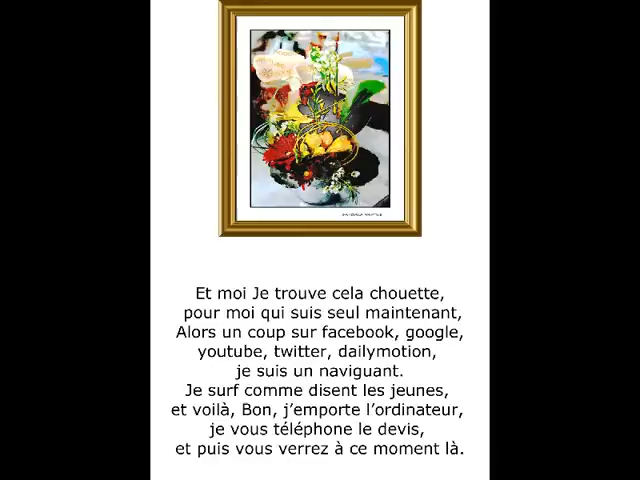 Et moi Je trouve cela chouette,
pour moi qui suis seul maintenant,
Alors un coup sur facebook, google,
youtube, twitter, dailymotion,
je suis un naviguant.
Je surf comme disent les jeunes,
et voilà, Bon, j’emporte l’ordinateur,
je vous téléphone le devis,
et puis vous verrez à ce moment là.